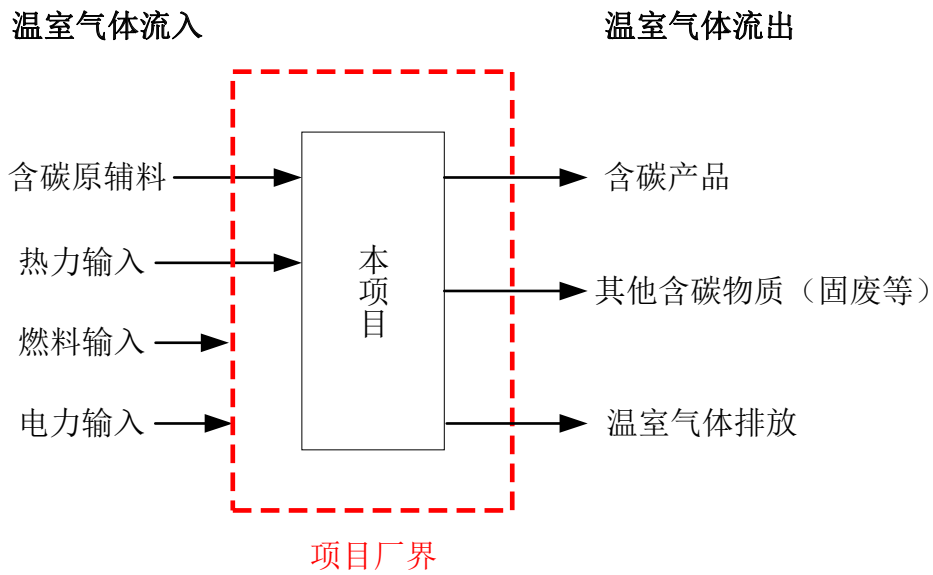 温室气体流入
温室气体流出
含碳原辅料
热力输入
燃料输入
电力输入
本项目
含碳产品
其他含碳物质（固废等）
温室气体排放
项目厂界